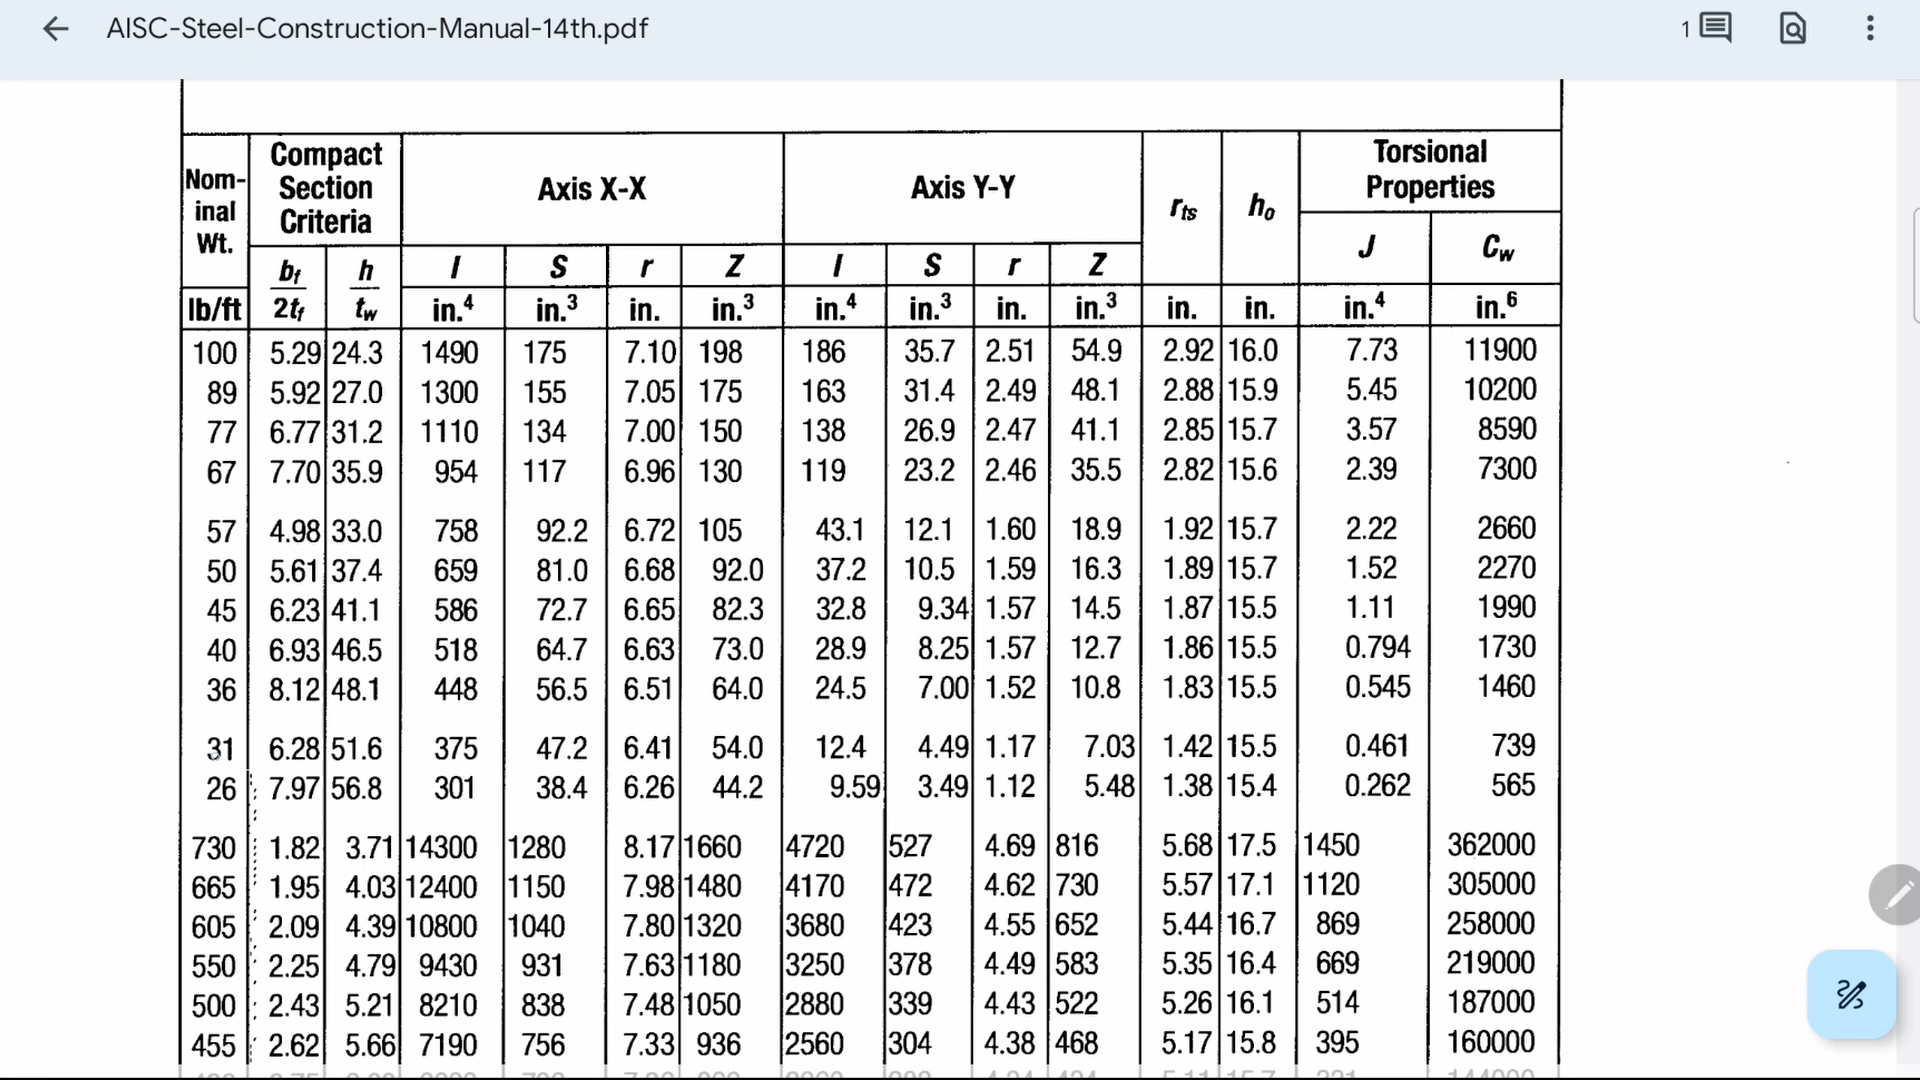 AISC-Steel-Construction-Manual-14th.pdf
1
Nom-
inal
Wt.
Compact
Section
Criteria
Axis X-X
Axis Y-Y
rts
ho
Torsional
Properties
bf/2tf h/tw I S r Z I S r Z J Cw
lb/ft in.4 in.3 in. in.3 in.4 in.3 in. in.3 in. in. in.4 in.6
100 5.29 24.3 1490 175 7.10 198 186 35.7 2.51 54.9 2.92 16.0 7.73 11900
89 5.92 27.0 1300 155 7.05 175 163 31.4 2.49 48.1 2.88 15.9 5.45 10200
77 6.77 31.2 1110 134 7.00 150 138 26.9 2.47 41.1 2.85 15.7 3.57 8590
67 7.70 35.9 954 117 6.96 130 119 23.2 2.46 35.5 2.82 15.6 2.39 7300
57 4.98 33.0 758 92.2 6.72 105 43.1 12.1 1.60 18.9 1.92 15.7 2.22 2660
50 5.61 37.4 659 81.0 6.68 92.0 37.2 10.5 1.59 16.3 1.89 15.7 1.52 2270
45 6.23 41.1 586 72.7 6.65 82.3 32.8 9.34 1.57 14.5 1.87 15.5 1.11 1990
40 6.93 46.5 518 64.7 6.63 73.0 28.9 8.25 1.57 12.7 1.86 15.5 0.794 1730
36 8.12 48.1 448 56.5 6.51 64.0 24.5 7.00 1.52 10.8 1.83 15.5 0.545 1460
31 6.28 51.6 375 47.2 6.41 54.0 12.4 4.49 1.17 7.03 1.42 15.5 0.461 739
26 7.97 56.8 301 38.4 6.26 44.2 9.59 3.49 1.12 5.48 1.38 15.4 0.262 565
730 1.82 3.71 14300 1280 8.17 1660 4720 527 4.69 816 5.68 17.5 1450 362000
665 1.95 4.03 12400 1150 7.98 1480 4170 472 4.62 730 5.57 17.1 1120 305000
605 2.09 4.39 10800 1040 7.80 1320 3680 423 4.55 652 5.44 16.7 869 258000
550 2.25 4.79 9430 931 7.63 1180 3250 378 4.49 583 5.35 16.4 669 219000
500 2.43 5.21 8210 838 7.48 1050 2880 339 4.43 522 5.26 16.1 514 187000
455 2.62 5.66 7190 756 7.33 936 2560 304 4.38 468 5.17 15.8 395 160000